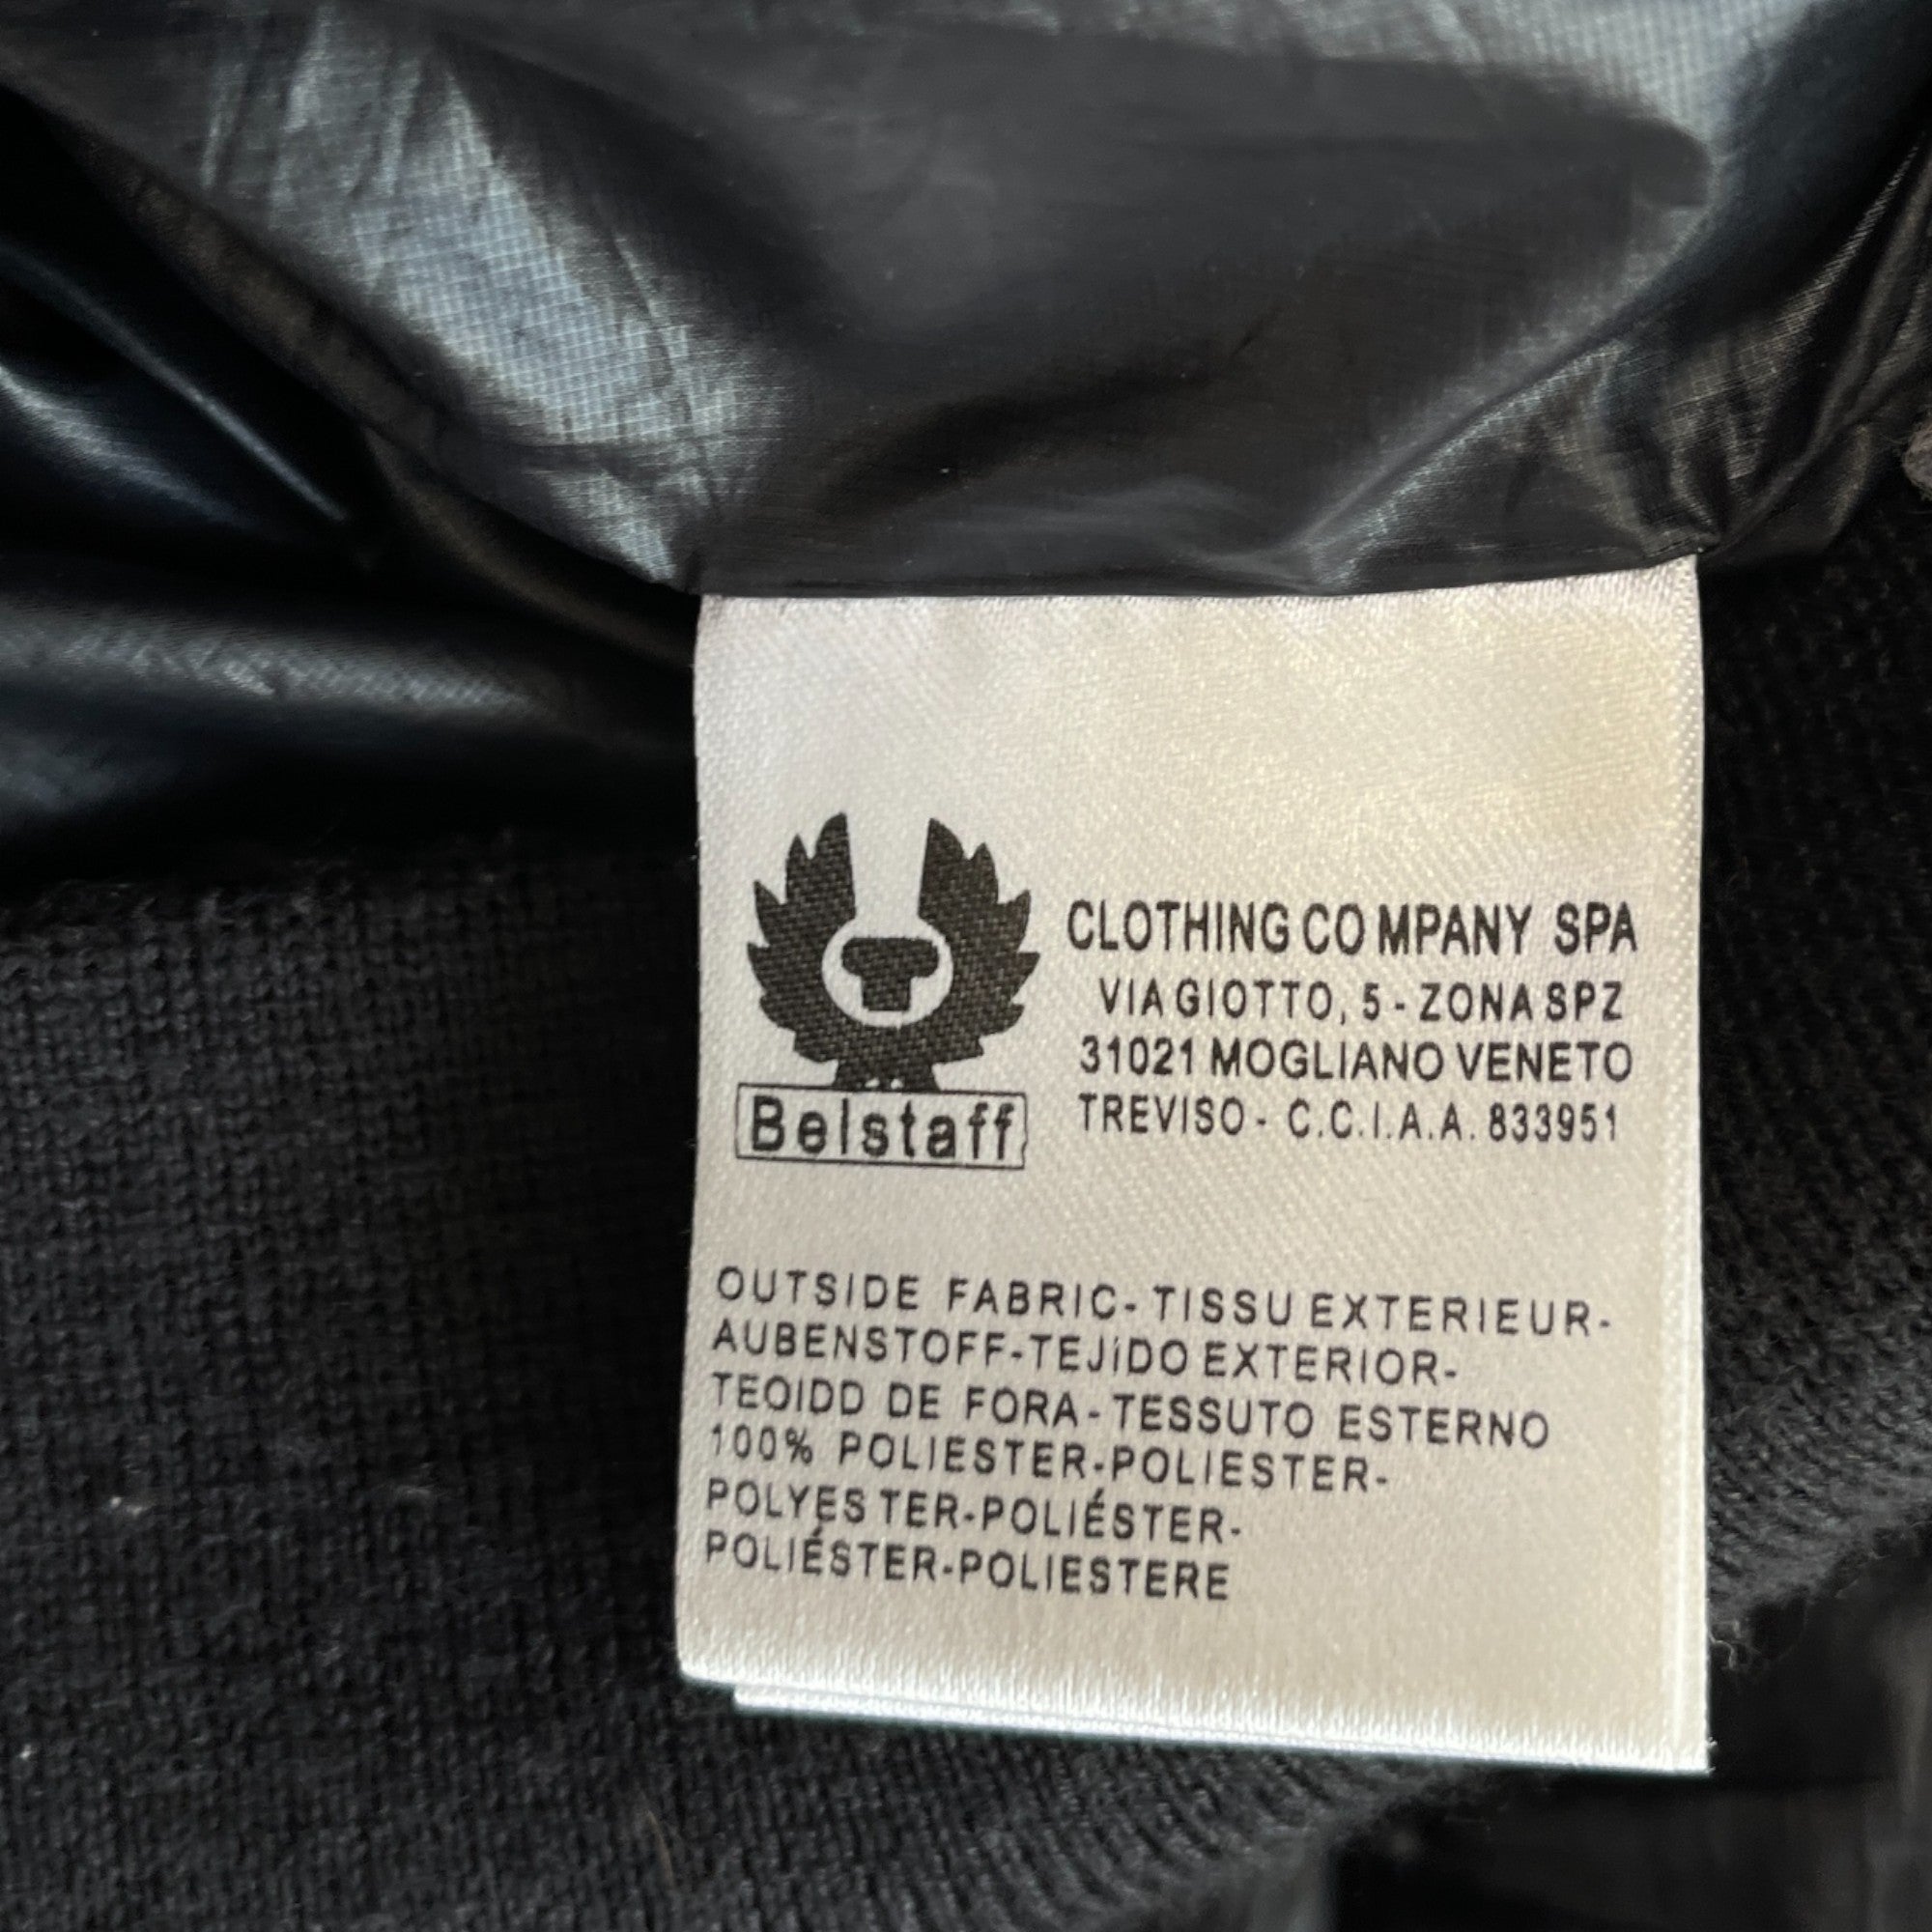 Belstaff
CLOTHING CO MPANY SPA
VIA GIOTTO, 5 - ZONA SPZ
31021 MOGLIANO VENETO
TREVISO - C.C.I.A.A. 833951
OUTSIDE FABRIC-TISSU EXTERIEUR-
AUBENSTOFF-TEJiDO EXTERIOR-
TEOIDD DE FORA-TESSUTO ESTERNO
100% POLIESTER-POLIESTER-
POLYES TER-POLIÉSTER-
POLIÉSTER-POLIESTERE